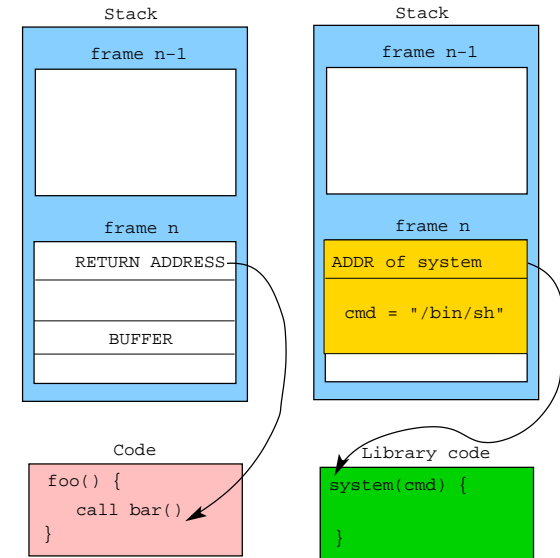 Stack
frame n-1
frame n
RETURN ADDRESS
BUFFER
Code
foo() {
call bar()
}
Stack
frame n-1
frame n
ADDR of system
cmd = "/bin/sh"
Library code
system(cmd) {
}